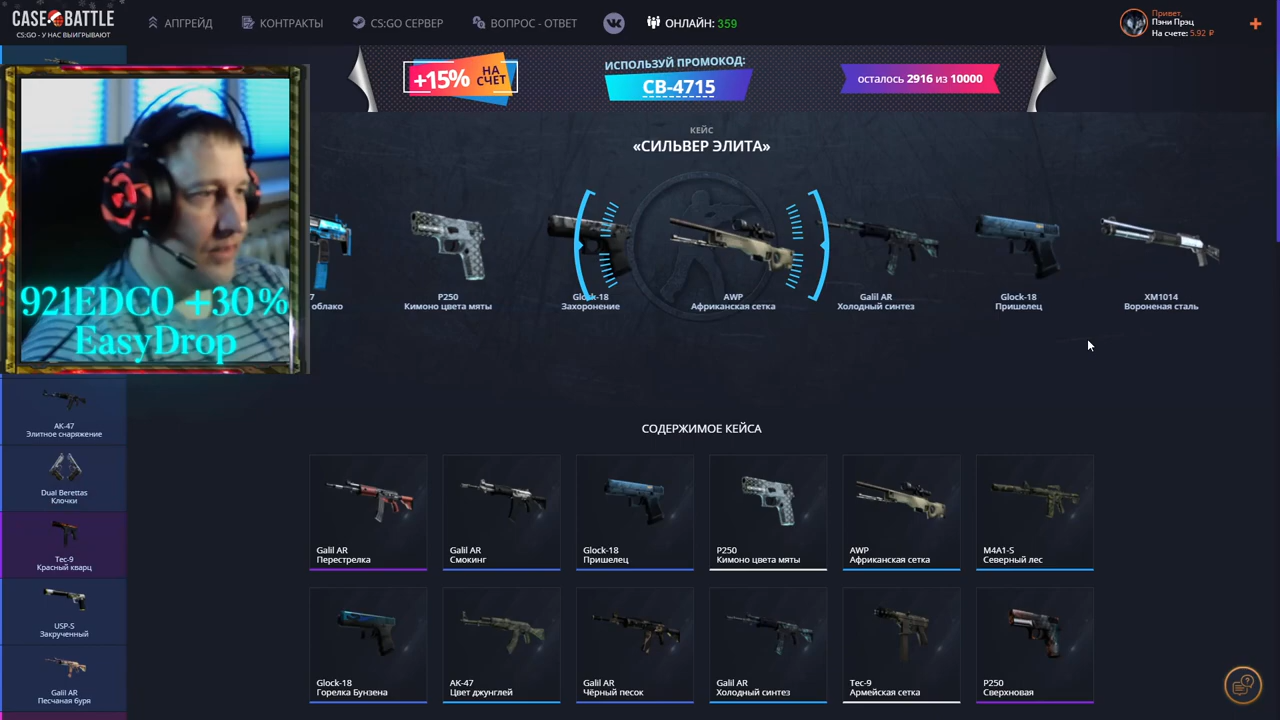 CASE BATTLE
CS:GO - У НАС ВЫИГРЫВАЮТ
АПГРЕЙД
КОНТРАКТЫ
CS:GO СЕРВЕР
ВОПРОС - ОТВЕТ
ОНЛАЙН: 359
Привет,
Пэни Прэц
На счете: 5.92 ₽
+
+15% НА СЧЕТ
ИСПОЛЬЗУЙ ПРОМОКОД:
CB-4715
осталось 2916 из 10000
КЕЙС
«СИЛЬВЕР ЭЛИТА»
921EDC0 +30%
EasyDrop
7
облако
P250
Кимоно цвета мяты
Glock-18
Захоронение
AWP
Африканская сетка
Galil AR
Холодный синтез
Glock-18
Пришелец
XM1014
Вороненая сталь
AK-47
Элитное снаряжение
Dual Berettas
Клочки
Tec-9
Красный кварц
USP-S
Закрученный
Galil AR
Песчаная буря
СОДЕРЖИМОЕ КЕЙСА
Galil AR
Перестрелка
Galil AR
Смокинг
Glock-18
Пришелец
P250
Кимоно цвета мяты
AWP
Африканская сетка
M4A1-S
Северный лес
Glock-18
Горелка Бунзена
AK-47
Цвет джунглей
Galil AR
Чёрный песок
Galil AR
Холодный синтез
Tec-9
Армейская сетка
P250
Сверхновая